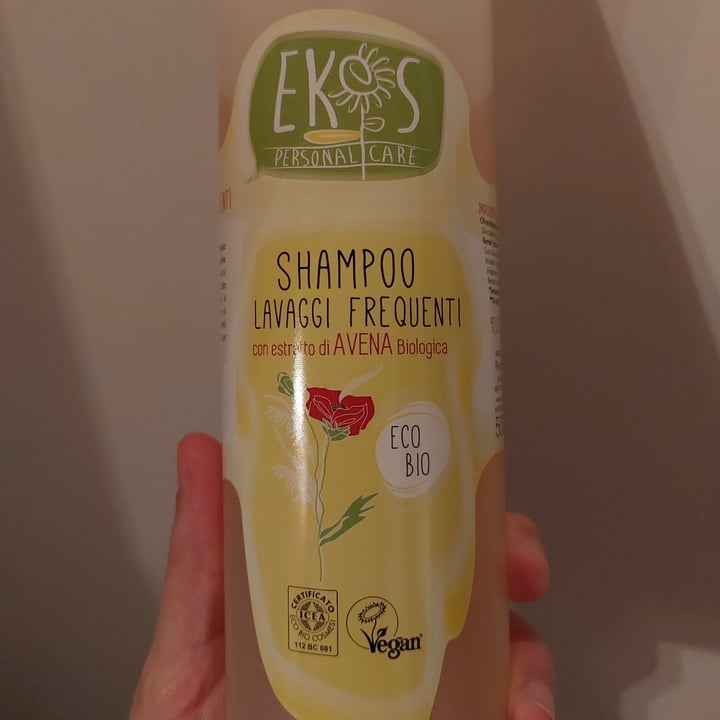 EKOS
PERSONAL CARE
SHAMPOO
LAVAGGI FREQUENTI
con estratto di AVENA Biologica
ECO
BIO
CERTIFICATO
ICEA
ECO BIO COSMESI
112 BC 081
Vegan